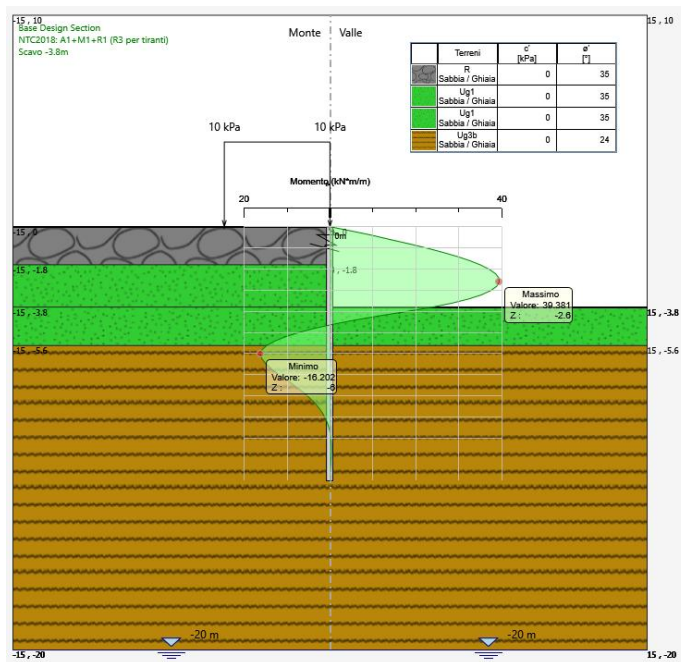 -15, 10
15, 10
Base Design Section
NTC2018: A1+M1+R1 (R3 per tiranti)
Scavo -3.8m
Monte Valle
Terreni c' [kPa] ø' [°]
R Sabbia / Ghiaia 0 35
Ug1 Sabbia / Ghiaia 0 35
Ug1 Sabbia / Ghiaia 0 35
Ug3b Sabbia / Ghiaia 0 24
10 kPa 10 kPa
Momento (kN*m/m)
20 40
-15, 0
0m
-15, -1.8
, -1.8
Massimo
Valore: 39.381
Z : -2.6
-15, -3.8
15, -3.8
-15, -5.6
15, -5.6
Minimo
Valore: -16.202
Z : -6
-20 m -20 m
-15, -20
15, -20